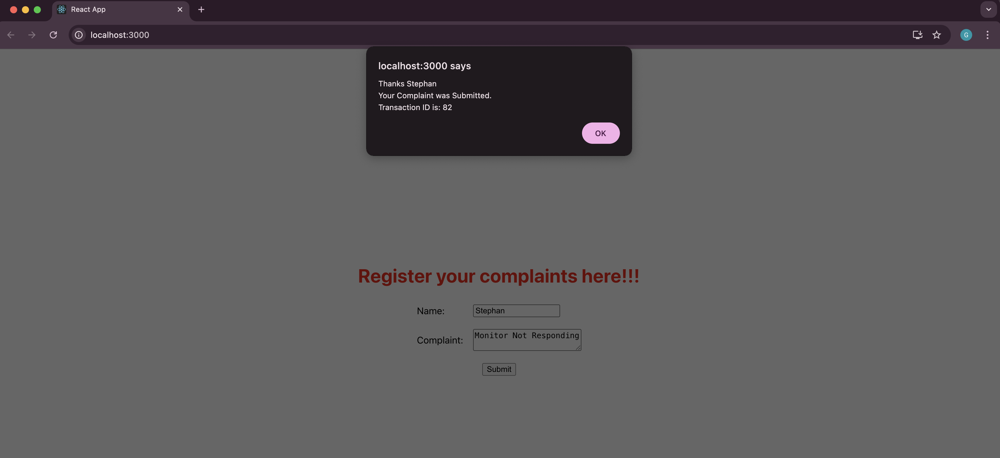 React App
localhost:3000
G
localhost:3000 says
Thanks Stephan
Your Complaint was Submitted.
Transaction ID is: 82
OK
Register your complaints here!!!
Name: Stephan
Complaint: Monitor Not Responding
Submit